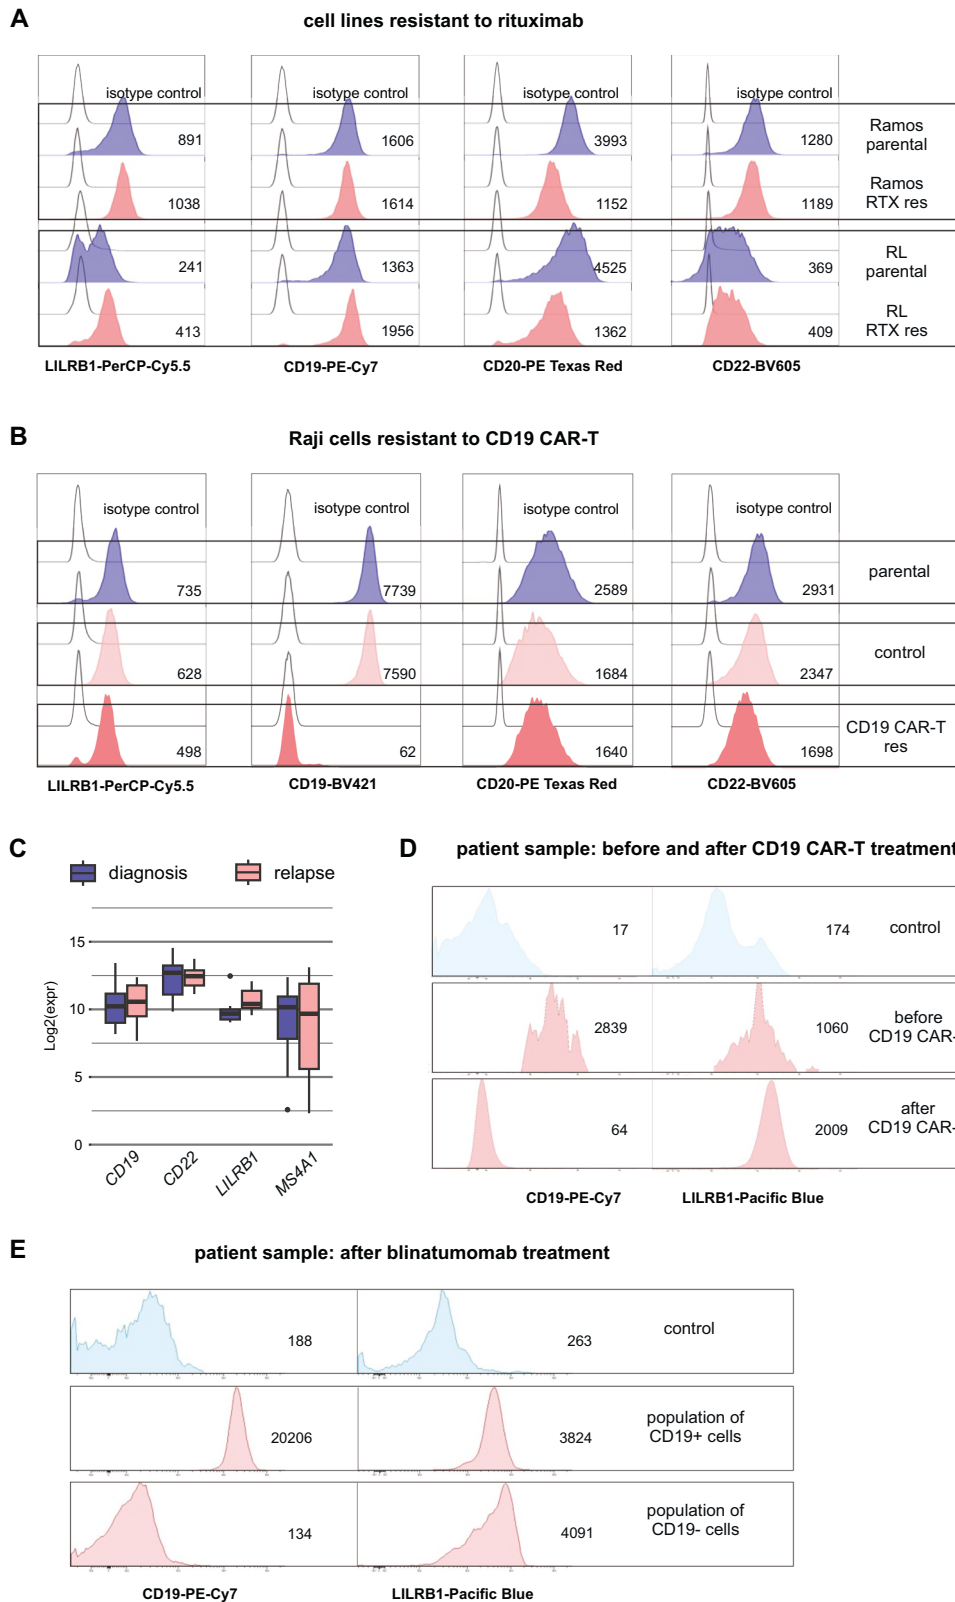 A
cell lines resistant to rituximab
isotype control isotype control isotype control isotype control
891 1606 3993 1280 Ramos parental
1038 1614 1152 1189 Ramos RTX res
241 1363 4525 369 RL parental
413 1956 1362 409 RL RTX res
LILRB1-PerCP-Cy5.5 CD19-PE-Cy7 CD20-PE Texas Red CD22-BV605
B
Raji cells resistant to CD19 CAR-T
isotype control isotype control isotype control isotype control
735 7739 2589 2931 parental
628 7590 1684 2347 control
498 62 1640 1698 CD19 CAR-T res
LILRB1-PerCP-Cy5.5 CD19-BV421 CD20-PE Texas Red CD22-BV605
C
diagnosis relapse
Log2(expr)
15
10
5
0
CD19 CD22 LILRB1 MS4A1
D
patient sample: before and after CD19 CAR-T treatment
17 174 control
2839 1060 before CD19 CAR-
64 2009 after CD19 CAR-
CD19-PE-Cy7 LILRB1-Pacific Blue
E
patient sample: after blinatumomab treatment
188 263 control
20206 3824 population of CD19+ cells
134 4091 population of CD19- cells
CD19-PE-Cy7 LILRB1-Pacific Blue